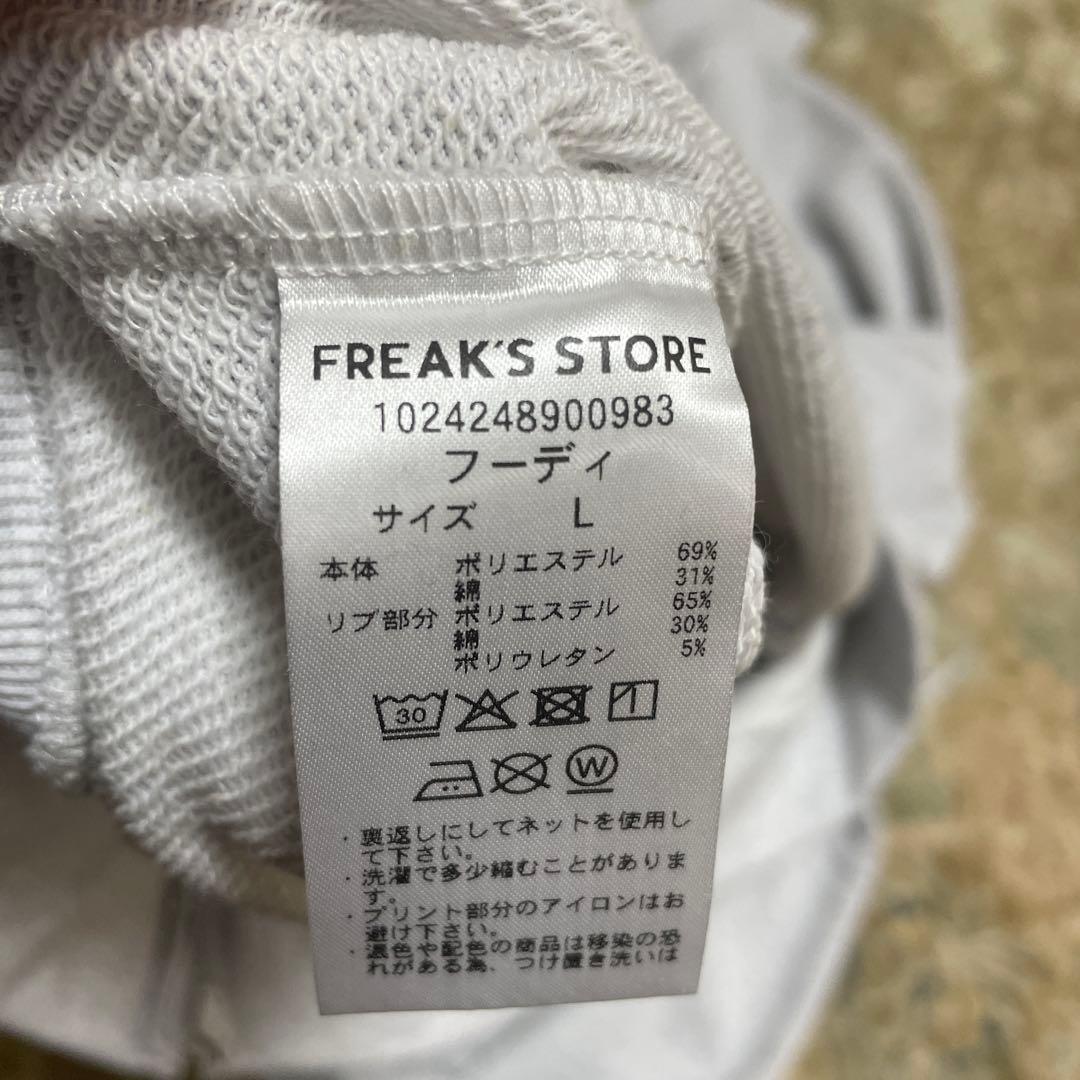 FREAK'S STORE
1024248900983
フーディ
サイズ L
本体 ポリエステル 69%
綿 31%
リブ部分 ポリエステル 65%
綿 30%
ポリウレタン 5%
30
W
・裏返しにしてネットを使用し
て下さい。
・洗濯で多少縮むことがありま
す。
・プリント部分のアイロンはお
避け下さい。
・濃色や配色の商品は移染の恐
れがある為、つけ置き洗いは